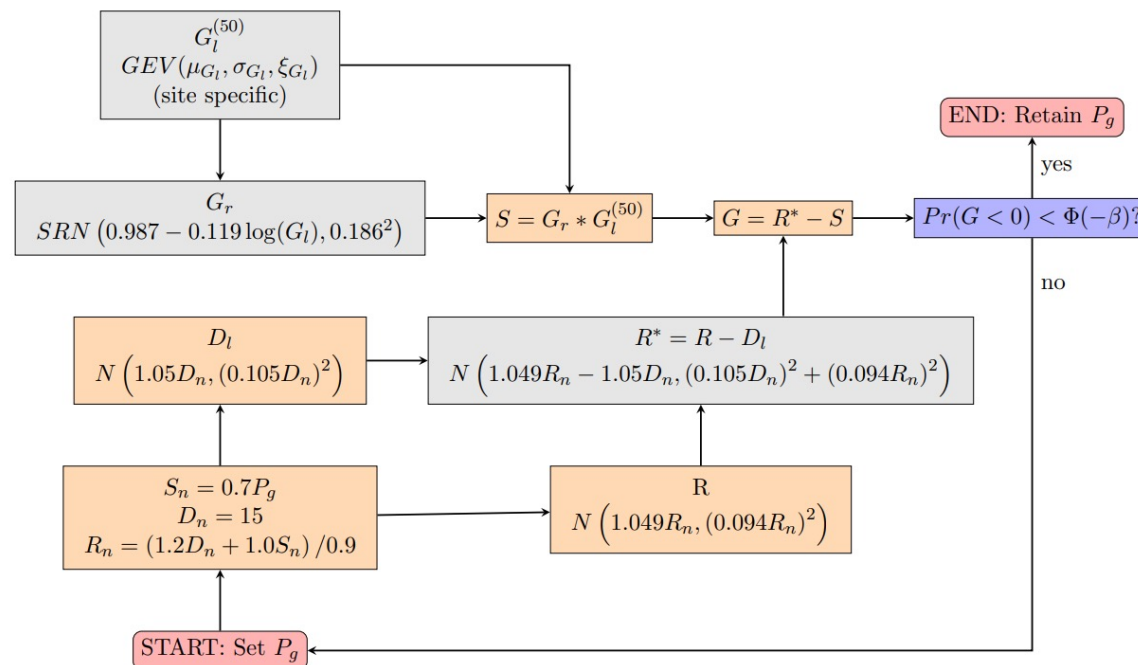 G_l^{(50)}
GEV(μ_{G_l}, σ_{G_l}, ξ_{G_l})
(site specific)
END: Retain P_g
yes
G_r
SRN (0.987 − 0.119 log(G_l), 0.186^2)
S = G_r * G_l^{(50)}
G = R* − S
Pr(G < 0) < Φ(−β)?
no
D_l
N (1.05D_n, (0.105D_n)^2)
R* = R − D_l
N (1.049R_n − 1.05D_n, (0.105D_n)^2 + (0.094R_n)^2)
S_n = 0.7P_g
D_n = 15
R_n = (1.2D_n + 1.0S_n) /0.9
R
N (1.049R_n, (0.094R_n)^2)
START: Set P_g